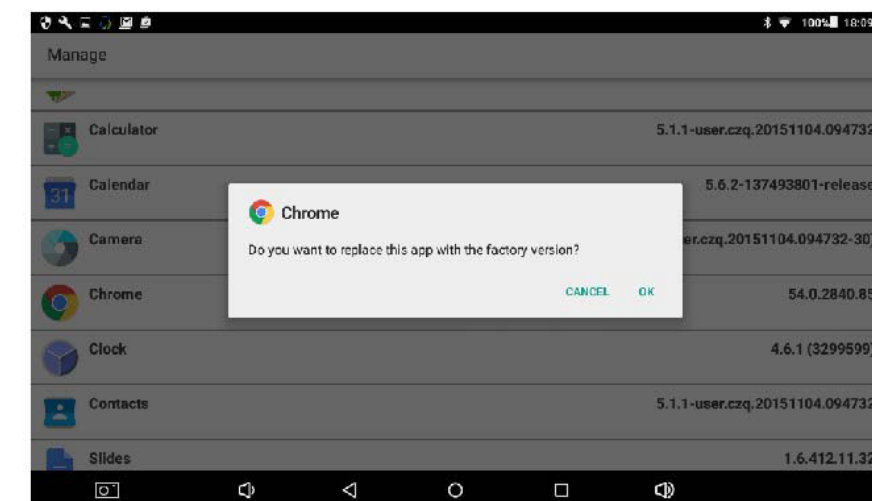 100% 18:09
Manage
Calculator 5.1.1-user.czq.20151104.094732
31 Calendar 5.6.2-137493801-release
Chrome
Do you want to replace this app with the factory version?
Camera er.czq.20151104.094732-30)
CANCEL OK
Chrome 54.0.2840.85
Clock 4.6.1 (3299599)
Contacts 5.1.1-user.czq.20151104.094732
Slides 1.6.412.11.32